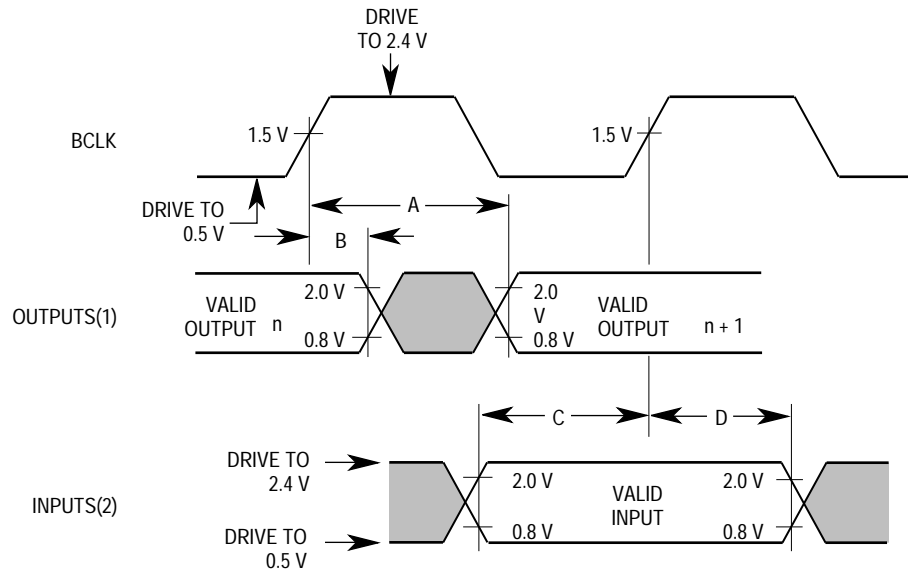 DRIVE
TO 2.4 V
BCLK
1.5 V
1.5 V
DRIVE TO
0.5 V
A
B
OUTPUTS(1)
VALID
OUTPUT n
2.0 V
0.8 V
2.0
V
0.8 V
VALID
OUTPUT n + 1
C
D
INPUTS(2)
DRIVE TO
2.4 V
DRIVE TO
0.5 V
2.0 V
0.8 V
VALID
INPUT
2.0 V
0.8 V